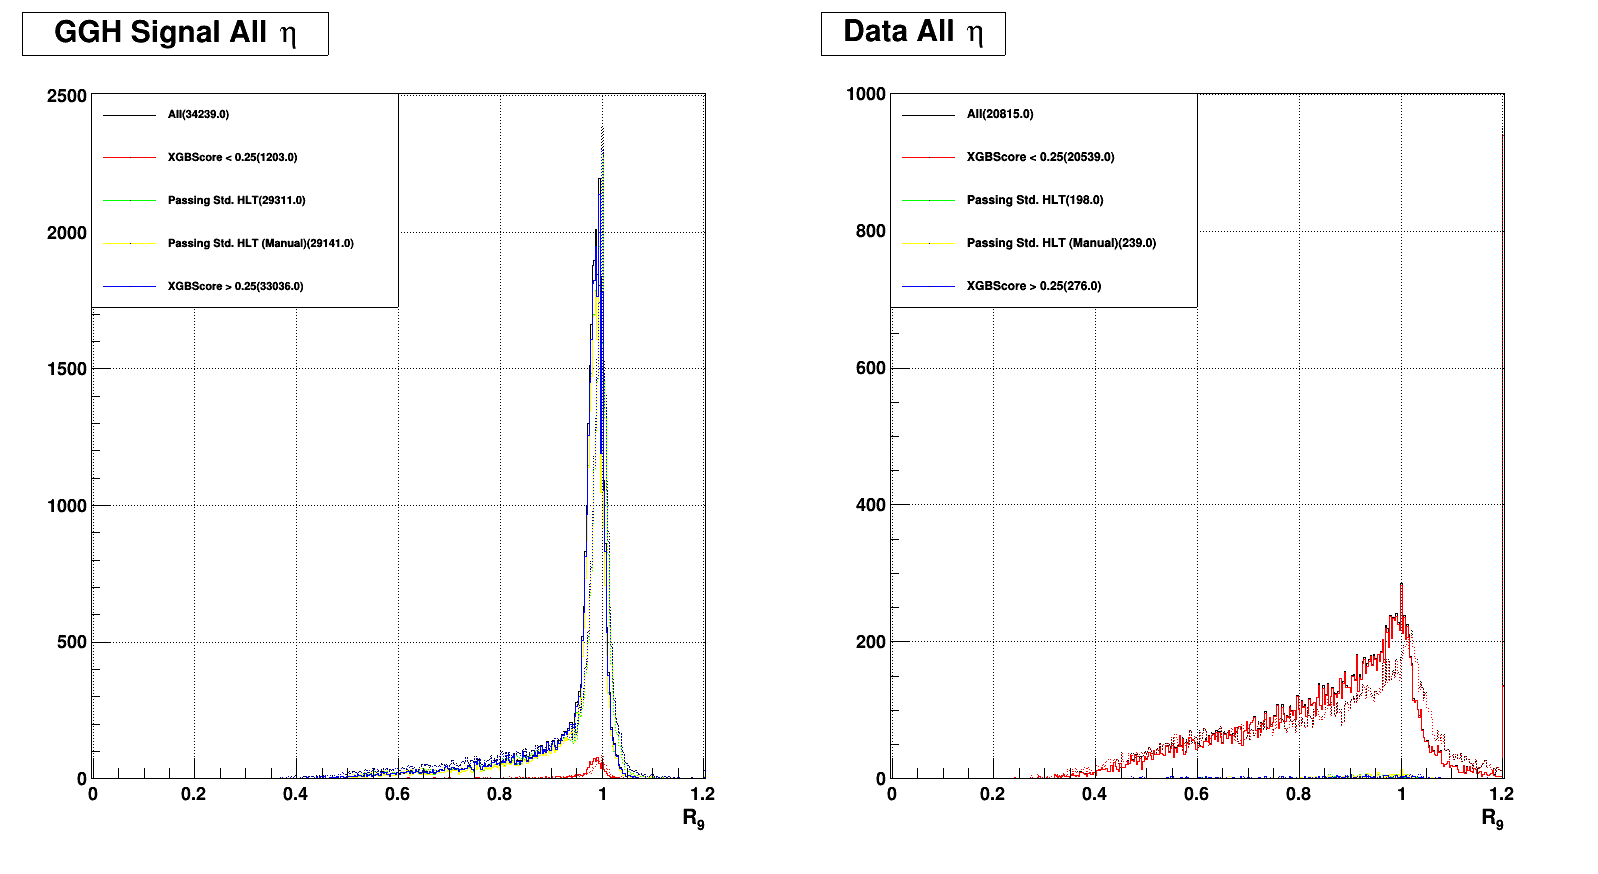 GGH Signal All η
2500
2000
1500
1000
500
0
All(34239.0)
XGBScore < 0.25(1203.0)
Passing Std. HLT(29311.0)
Passing Std. HLT (Manual)(29141.0)
XGBScore > 0.25(33036.0)
0 0.2 0.4 0.6 0.8 1 1.2
R9
Data All η
1000
800
600
400
200
0
All(20815.0)
XGBScore < 0.25(20539.0)
Passing Std. HLT(198.0)
Passing Std. HLT (Manual)(239.0)
XGBScore > 0.25(276.0)
0 0.2 0.4 0.6 0.8 1 1.2
R9